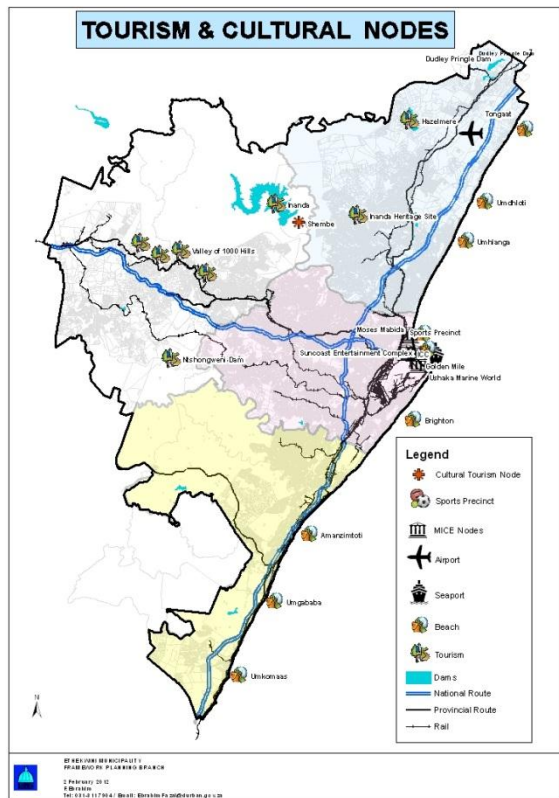 TOURISM & CULTURAL NODES
Dudley Pringle Dam
Dudley Pringle Dam
Hazelmere
Tongaat
Inanda
Shembe
Inanda Heritage Site
Umdhloti
Umhlanga
Valley of 1000 Hills
Moses Mabida
Sports Precinct
Suncoast Entertainment Complex
ICC
Golden Mile
Ushaka Marine World
Ntshongweni-Dam
Brighton
Amanzimtoti
Umgababa
Umkomaas
Legend
Cultural Tourism Node
Sports Precinct
MICE Nodes
Airport
Seaport
Beach
Tourism
Dams
National Route
Provincial Route
Rail
N
ETHEKWINI MUNICIPALITY
FRAMEWORK PLANNING BRANCH
2 February 2012